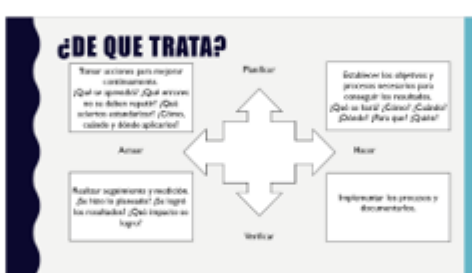 ¿DE QUE TRATA?
Tomar acciones para mejorar
continuamente.
¿Qué se aprendió? ¿Qué errores
no se deben repetir? ¿Qué
aciertos estandarizar? ¿Cómo,
cuándo y dónde aplicarlos?
Planificar
Establecer los objetivos y
procesos necesarios para
conseguir los resultados.
¿Qué se hará? ¿Cómo? ¿Cuándo?
¿Dónde? ¿Para que? ¿Quién?
Actuar
Hacer
Realizar seguimiento y medición.
¿Se hizo lo planeado? ¿Se logró
los resultados? ¿Qué impacto se
logro?
Implementar los procesos y
documentarlos.
Verificar